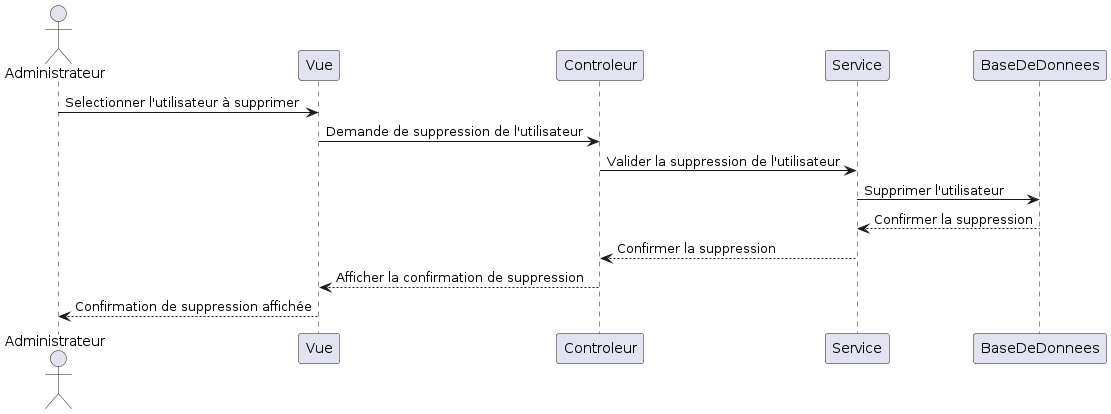 Administrateur
Vue
Controleur
Service
BaseDeDonnees
Selectionner l'utilisateur à supprimer
Demande de suppression de l'utilisateur
Valider la suppression de l'utilisateur
Supprimer l'utilisateur
Confirmer la suppression
Confirmer la suppression
Afficher la confirmation de suppression
Confirmation de suppression affichée
Administrateur
Vue
Controleur
Service
BaseDeDonnees